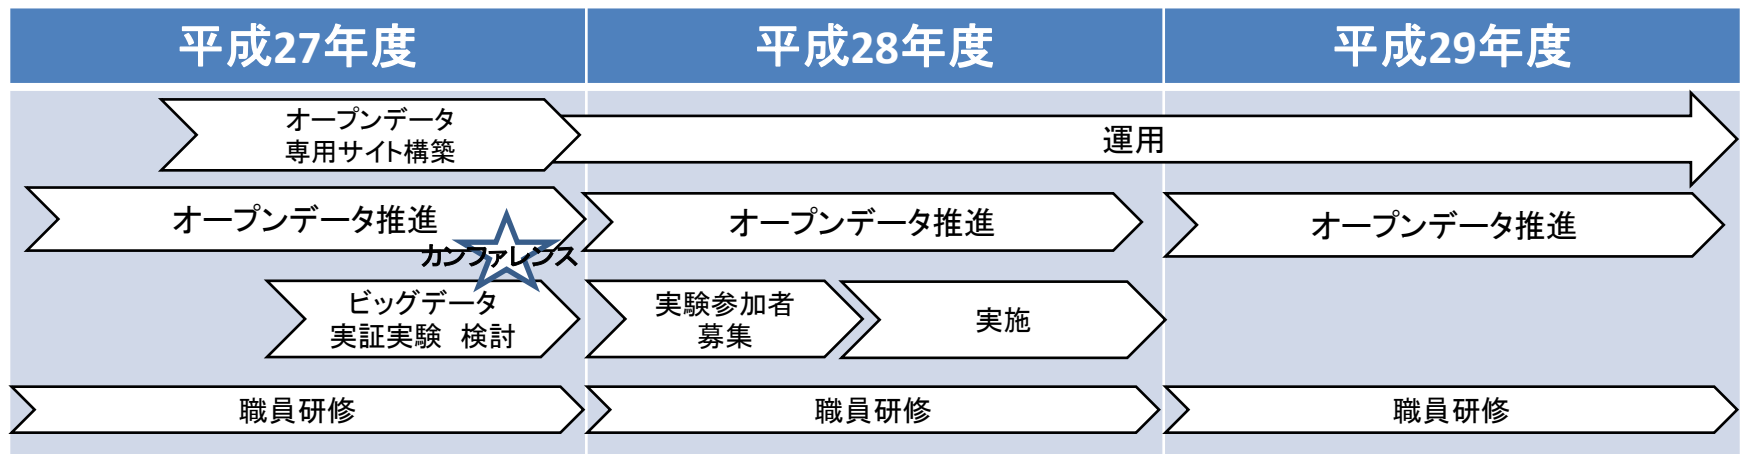 平成27年度
平成28年度
平成29年度
オープンデータ
専用サイト構築
運用
オープンデータ推進
オープンデータ推進
オープンデータ推進
カンファレンス
ビッグデータ
実証実験　検討
実験参加者
募集
実施
職員研修
職員研修
職員研修